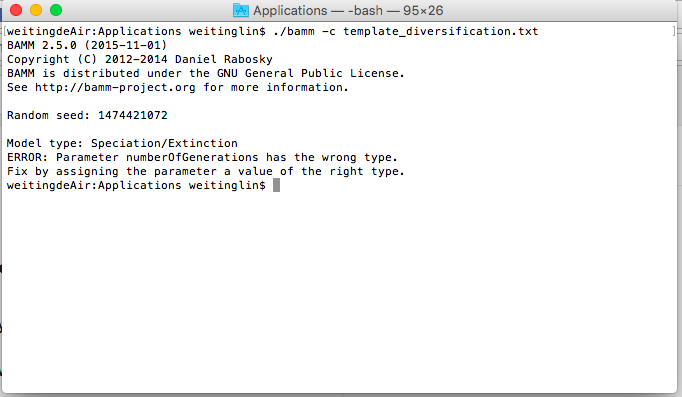 Applications — -bash — 95×26
[weitingdeAir:Applications weitinglin$ ./bamm -c template_diversification.txt ]
BAMM 2.5.0 (2015-11-01)
Copyright (C) 2012-2014 Daniel Rabosky
BAMM is distributed under the GNU General Public License.
See http://bamm-project.org for more information.
Random seed: 1474421072
Model type: Speciation/Extinction
ERROR: Parameter numberOfGenerations has the wrong type.
Fix by assigning the parameter a value of the right type.
weitingdeAir:Applications weitinglin$